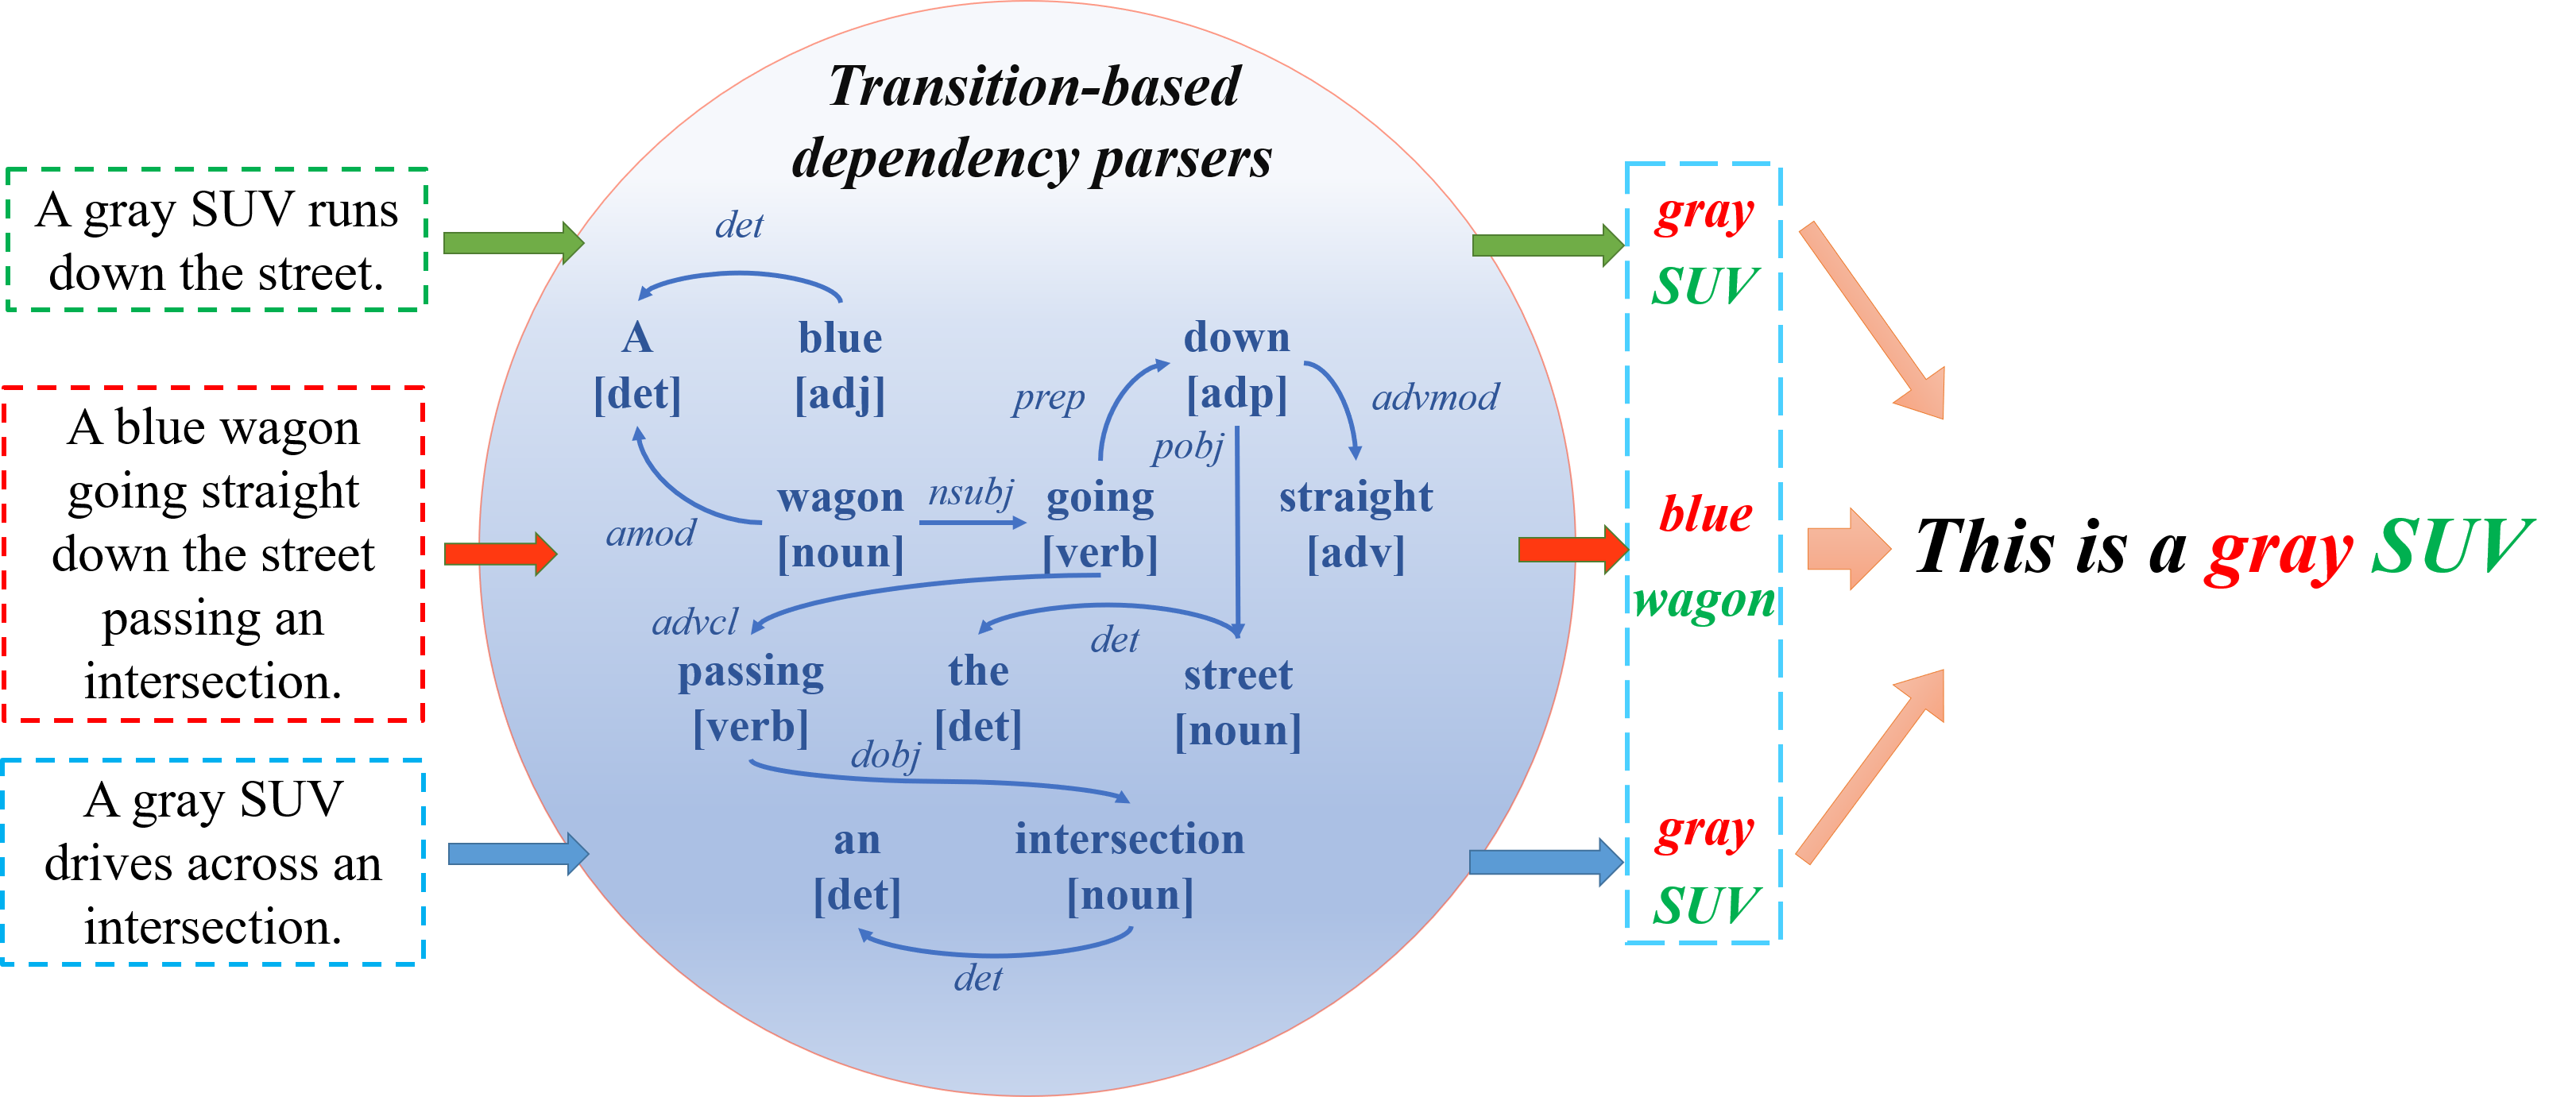 A gray SUV runs
down the street.
A blue wagon
going straight
down the street
passing an
intersection.
A gray SUV
drives across an
intersection.
Transition-based
dependency parsers
det
A
[det]
blue
[adj]
down
[adp]
prep
advmod
pobj
amod
wagon
[noun]
nsubj
going
[verb]
straight
[adv]
advcl
det
passing
[verb]
the
[det]
street
[noun]
dobj
an
[det]
intersection
[noun]
det
gray
SUV
blue
wagon
gray
SUV
This is a gray SUV